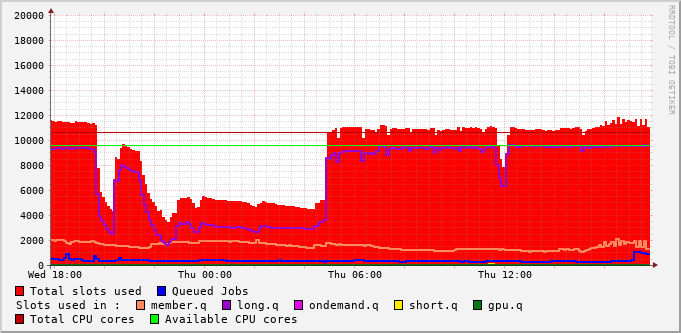 20000
18000
16000
14000
12000
10000
8000
6000
4000
2000
0
Wed 18:00 Thu 00:00 Thu 06:00 Thu 12:00
Total slots used Queued Jobs
Slots used in : member.q long.q ondemand.q short.q gpu.q
Total CPU cores Available CPU cores
RRDTOOL / TOBI OETIKER